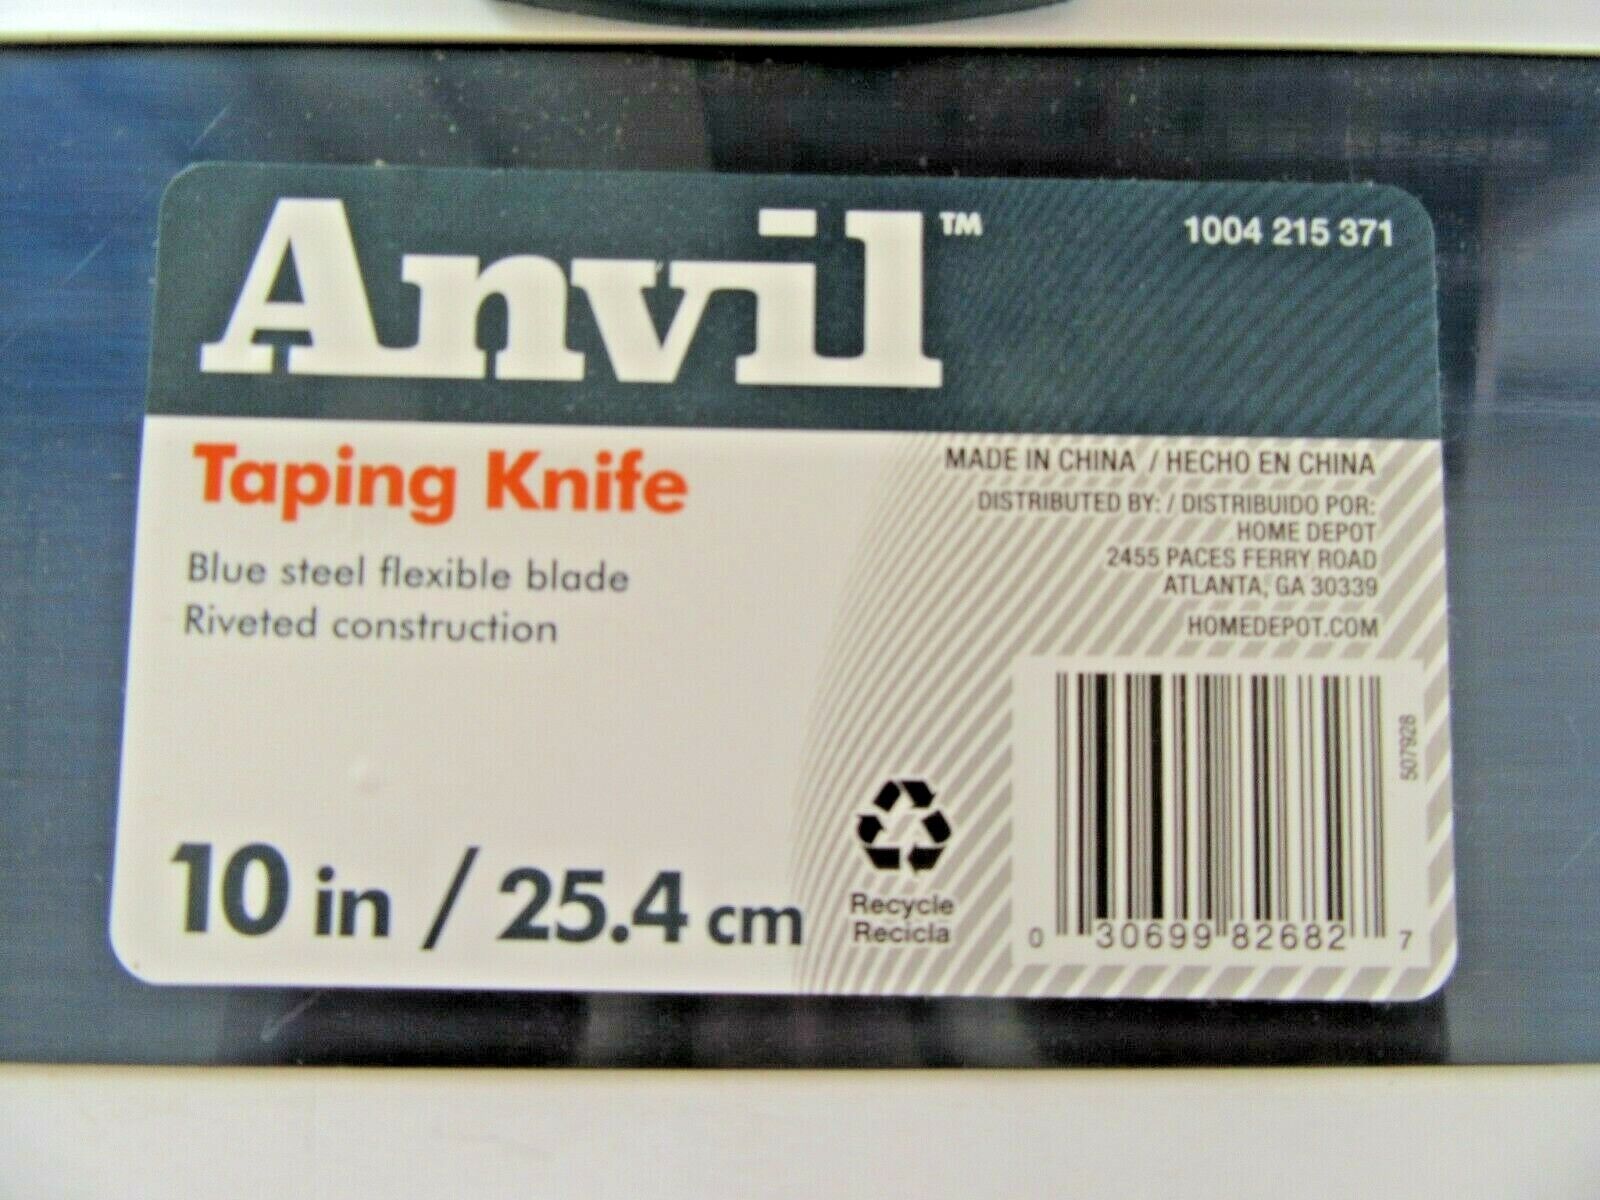 Anvil™
1004 215 371
Taping Knife
Blue steel flexible blade
Riveted construction
MADE IN CHINA / HECHO EN CHINA
DISTRIBUTED BY: / DISTRIBUIDO POR:
HOME DEPOT
2455 PACES FERRY ROAD
ATLANTA, GA 30339
HOMEDEPOT.COM
507928
10 in / 25.4 cm
Recycle
Recicla
0 30699 82682 7